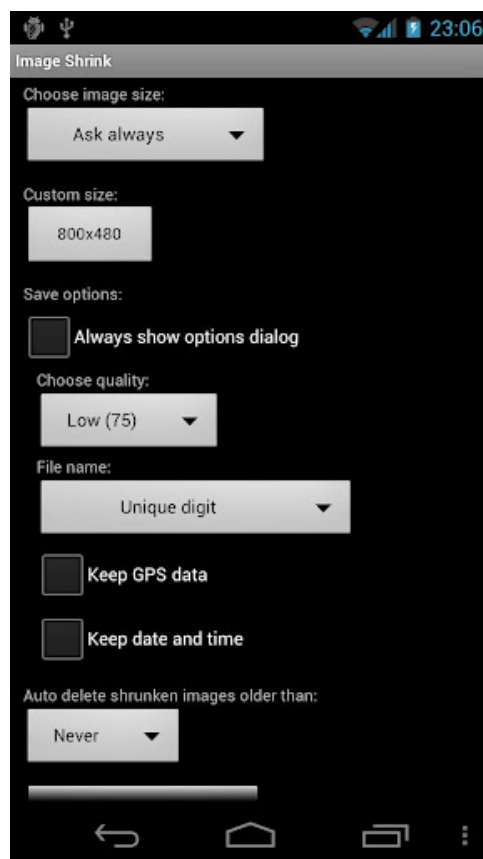 23:06
Image Shrink
Choose image size:
Ask always
Custom size:
800x480
Save options:
Always show options dialog
Choose quality:
Low (75)
File name:
Unique digit
Keep GPS data
Keep date and time
Auto delete shrunken images older than:
Never